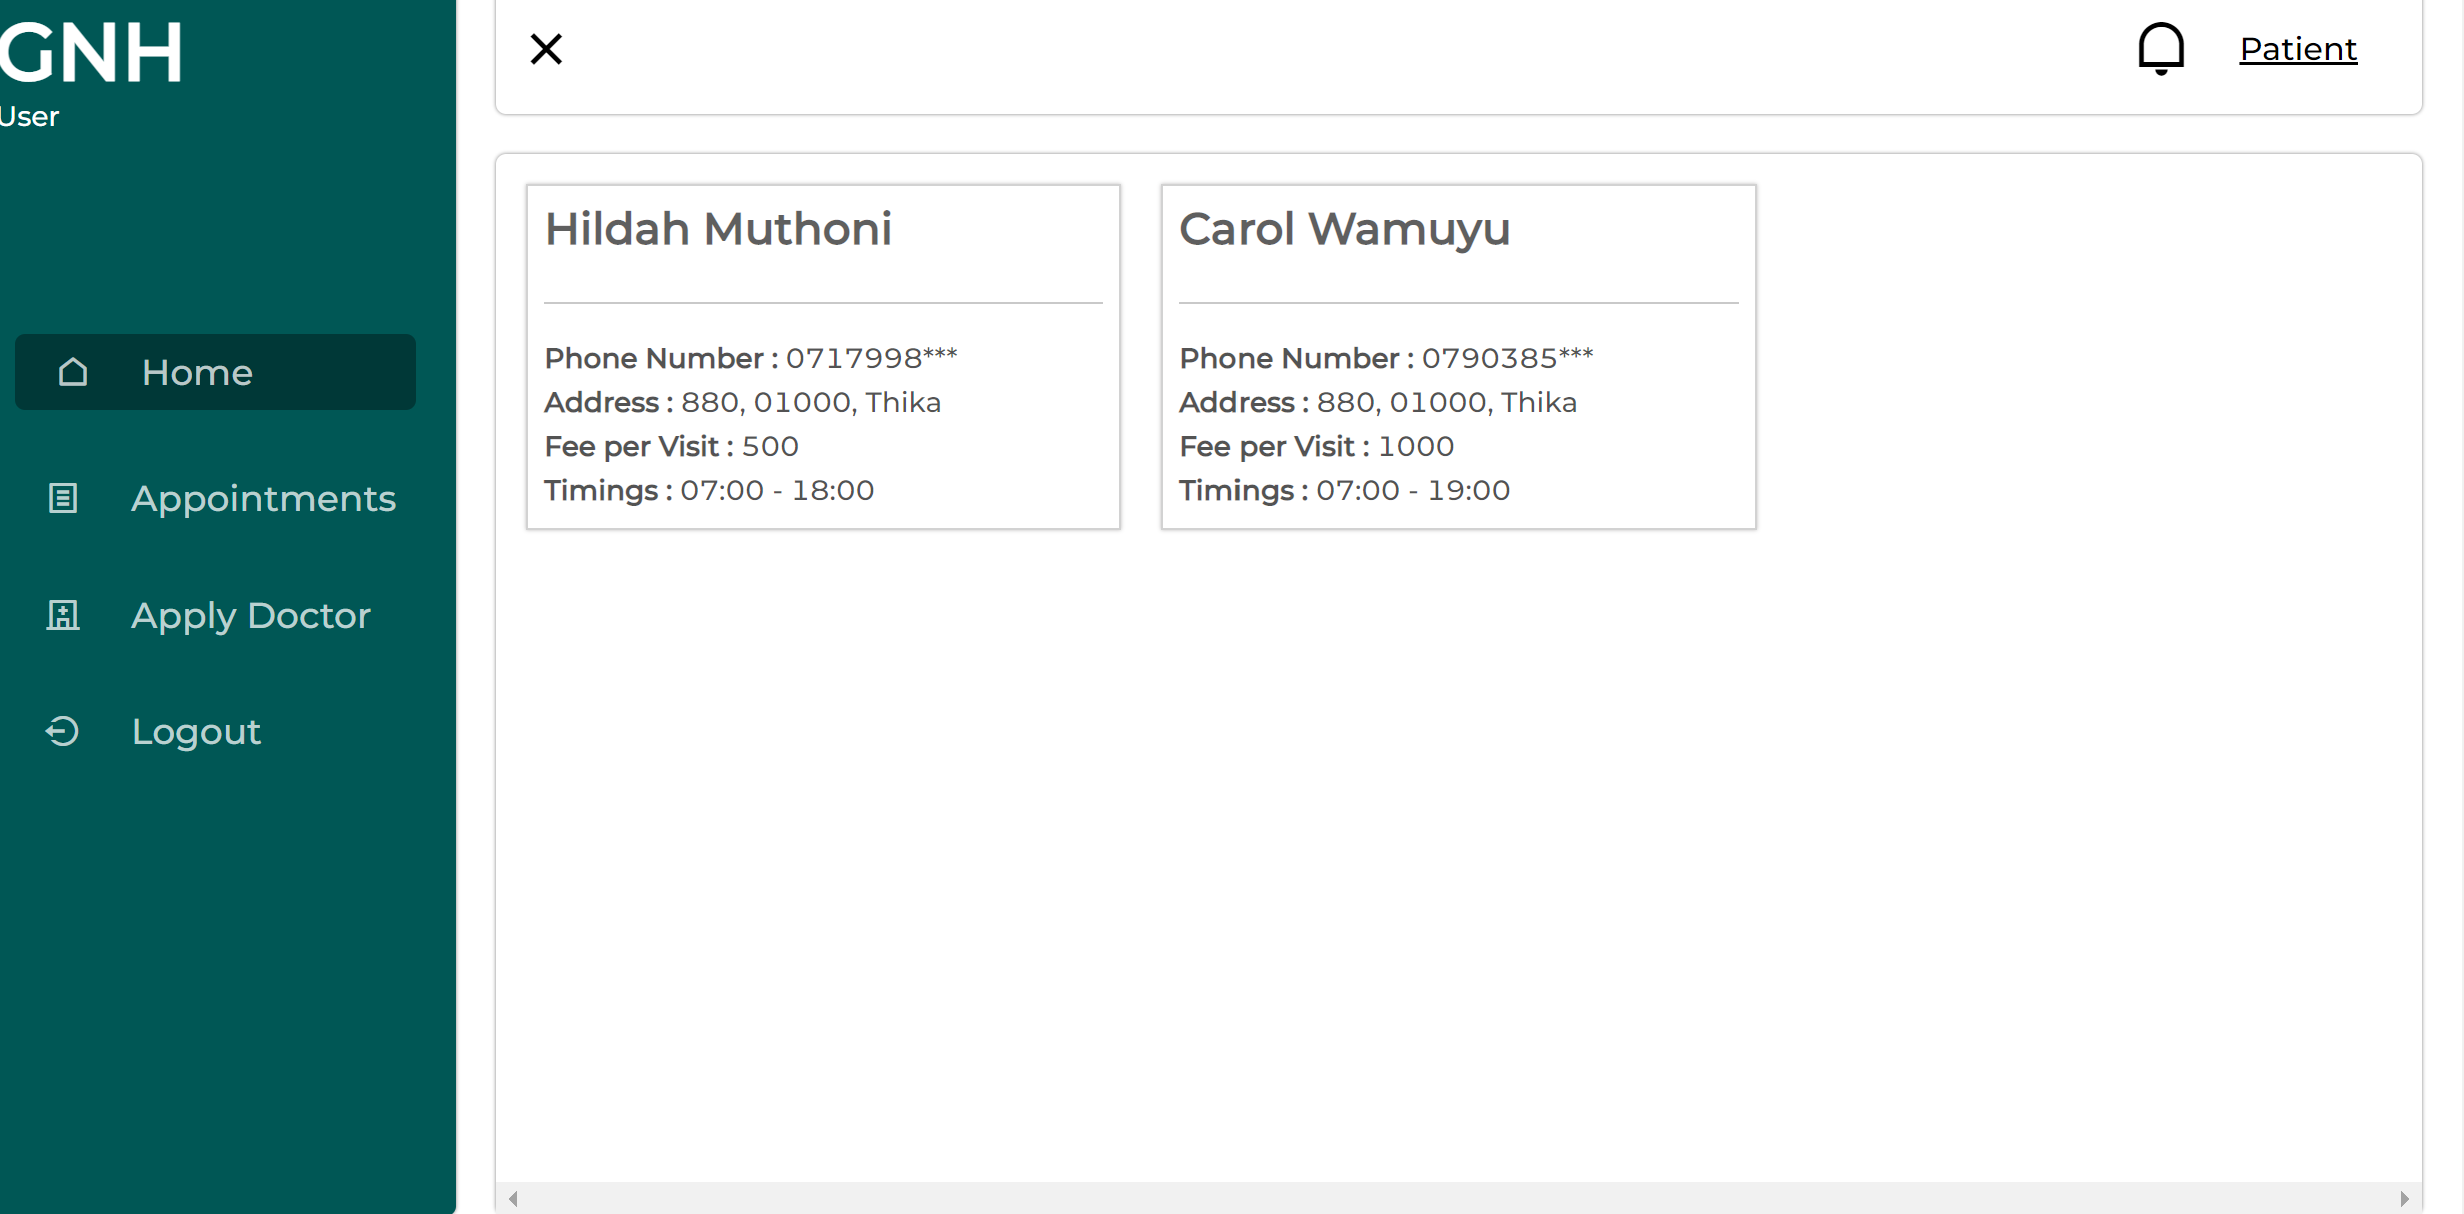 GNH
User
Home
Appointments
Apply Doctor
Logout
Patient
Hildah Muthoni
Phone Number : 0717998***
Address : 880, 01000, Thika
Fee per Visit : 500
Timings : 07:00 - 18:00
Carol Wamuyu
Phone Number : 0790385***
Address : 880, 01000, Thika
Fee per Visit : 1000
Timings : 07:00 - 19:00